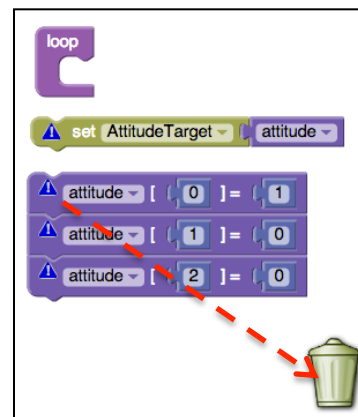 loop
set AttitudeTarget attitude
attitude [ 0 ] = 1
attitude [ 1 ] = 0
attitude [ 2 ] = 0